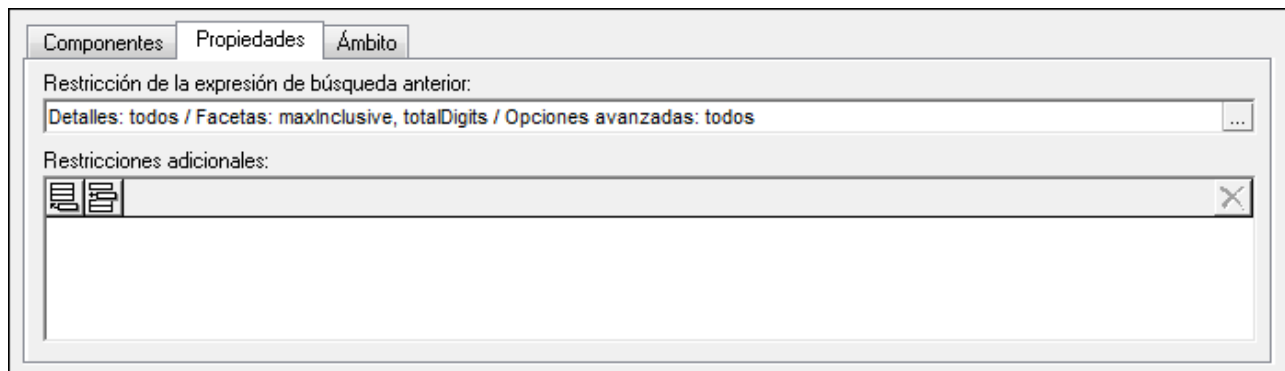 Componentes Propiedades Ámbito
Restricción de la expresión de búsqueda anterior:
Detalles: todos / Facetas: maxInclusive, totalDigits / Opciones avanzadas: todos ...
Restricciones adicionales: